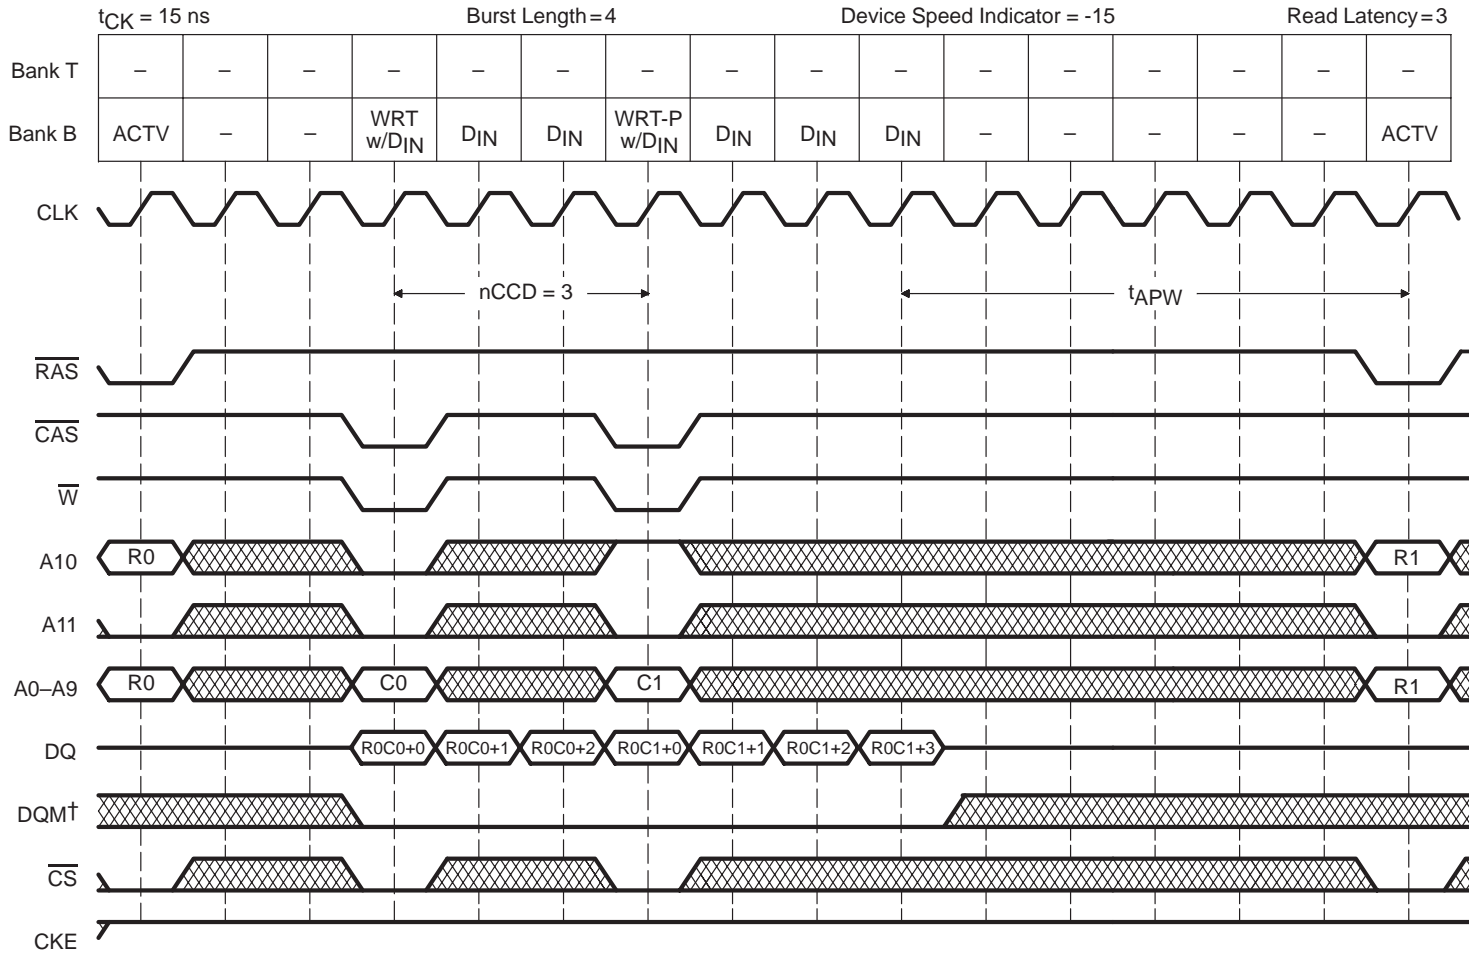 tCK = 15 ns Burst Length = 4 Device Speed Indicator = -15 Read Latency = 3
Bank T – – – – – – – – – – – – – – – –
Bank B ACTV – – WRT w/DIN DIN DIN WRT-P w/DIN DIN DIN DIN – – – – – ACTV
CLK
nCCD = 3 tAPW
RAS
CAS
W
A10 R0 R1
A11
A0–A9 R0 C0 C1 R1
DQ R0C0+0 R0C0+1 R0C0+2 R0C1+0 R0C1+1 R0C1+2 R0C1+3
DQM†
CS
CKE